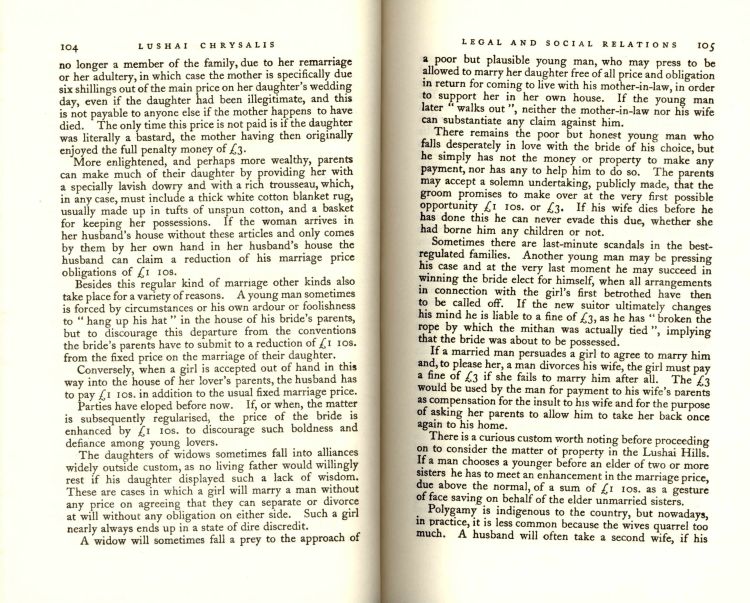 104 LUSHAI CHRYSALIS
no longer a member of the family, due to her remarriage
or her adultery, in which case the mother is specifically due
six shillings out of the main price on her daughter's wedding
day, even if the daughter had been illegitimate, and this
is not payable to anyone else if the mother happens to have
died. The only time this price is not paid is if the daughter
was literally a bastard, the mother having then originally
enjoyed the full penalty money of £3.
More enlightened, and perhaps more wealthy, parents
can make much of their daughter by providing her with
a specially lavish dowry and with a rich trousseau, which,
in any case, must include a thick white cotton blanket rug,
usually made up in tufts of unspun cotton, and a basket
for keeping her possessions. If the woman arrives in
her husband's house without these articles and only comes
by them by her own hand in her husband's house the
husband can claim a reduction of his marriage price
obligations of £1 10s.
Besides this regular kind of marriage other kinds also
take place for a variety of reasons. A young man sometimes
is forced by circumstances or his own ardour or foolishness
to " hang up his hat " in the house of his bride's parents,
but to discourage this departure from the conventions
the bride's parents have to submit to a reduction of £1 10s.
from the fixed price on the marriage of their daughter.
Conversely, when a girl is accepted out of hand in this
way into the house of her lover's parents, the husband has
to pay £1 10s. in addition to the usual fixed marriage price.
Parties have eloped before now. If, or when, the matter
is subsequently regularised, the price of the bride is
enhanced by £1 10s. to discourage such boldness and
defiance among young lovers.
The daughters of widows sometimes fall into alliances
widely outside custom, as no living father would willingly
rest if his daughter displayed such a lack of wisdom.
These are cases in which a girl will marry a man without
any price on agreeing that they can separate or divorce
at will without any obligation on either side. Such a girl
nearly always ends up in a state of dire discredit.
A widow will sometimes fall a prey to the approach of
LEGAL AND SOCIAL RELATIONS 105
a poor but plausible young man, who may press to be
allowed to marry her daughter free of all price and obligation
in return for coming to live with his mother-in-law, in order
to support her in her own house. If the young man
later " walks out ", neither the mother-in-law nor his wife
can substantiate any claim against him.
There remains the poor but honest young man who
falls desperately in love with the bride of his choice, but
he simply has not the money or property to make any
payment, nor has any to help him to do so. The parents
may accept a solemn undertaking, publicly made, that the
groom promises to make over at the very first possible
opportunity £1 10s. or £3. If his wife dies before he
has done this he can never evade this due, whether she
had borne him any children or not.
Sometimes there are last-minute scandals in the best-
regulated families. Another young man may be pressing
his case and at the very last moment he may succeed in
winning the bride elect for himself, when all arrangements
in connection with the girl's first betrothed have then
to be called off. If the new suitor ultimately changes
his mind he is liable to a fine of £3, as he has " broken the
rope by which the mithan was actually tied ", implying
that the bride was about to be possessed.
If a married man persuades a girl to agree to marry him
and, to please her, a man divorces his wife, the girl must pay
a fine of £3 if she fails to marry him after all. The £3
would be used by the man for payment to his wife's parents
as compensation for the insult to his wife and for the purpose
of asking her parents to allow him to take her back once
again to his home.
There is a curious custom worth noting before proceeding
on to consider the matter of property in the Lushai Hills.
If a man chooses a younger before an elder of two or more
sisters he has to meet an enhancement in the marriage price,
due above the normal, of a sum of £1 10s. as a gesture
of face saving on behalf of the elder unmarried sisters.
Polygamy is indigenous to the country, but nowadays,
in practice, it is less common because the wives quarrel too
much. A husband will often take a second wife, if his